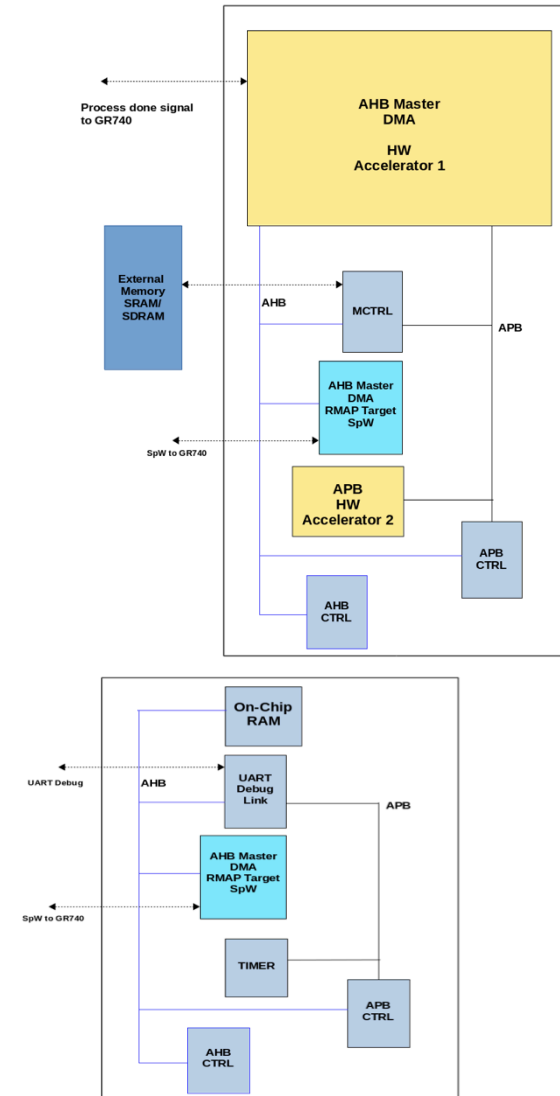 AHB Master
DMA
HW
Accelerator 1
Process done signal
to GR740
External
Memory
SRAM/
SDRAM
AHB
MCTRL
APB
AHB Master
DMA
RMAP Target
SpW
SpW to GR740
APB
HW
Accelerator 2
APB
CTRL
AHB
CTRL
On-Chip
RAM
UART Debug
AHB
UART
Debug
Link
APB
AHB Master
DMA
RMAP Target
SpW
SpW to GR740
TIMER
APB
CTRL
AHB
CTRL